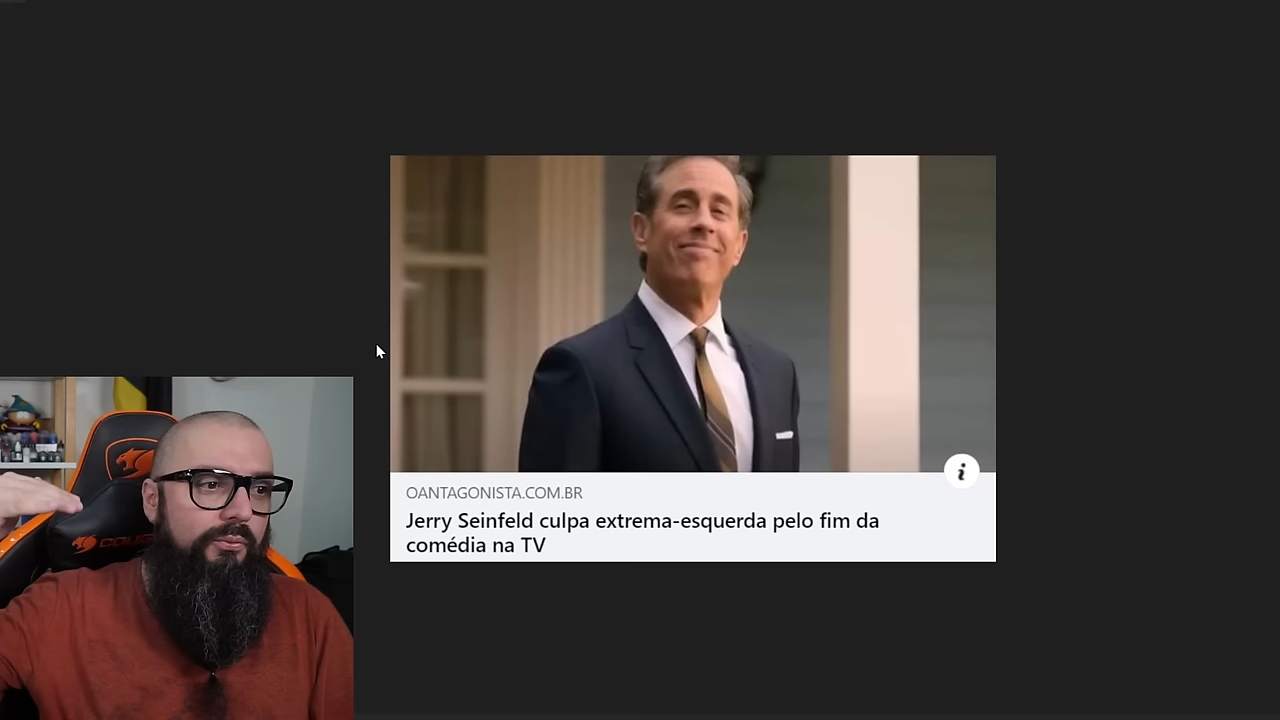 OANTAGONISTA.COM.BR
Jerry Seinfeld culpa extrema-esquerda pelo fim da
comédia na TV
i